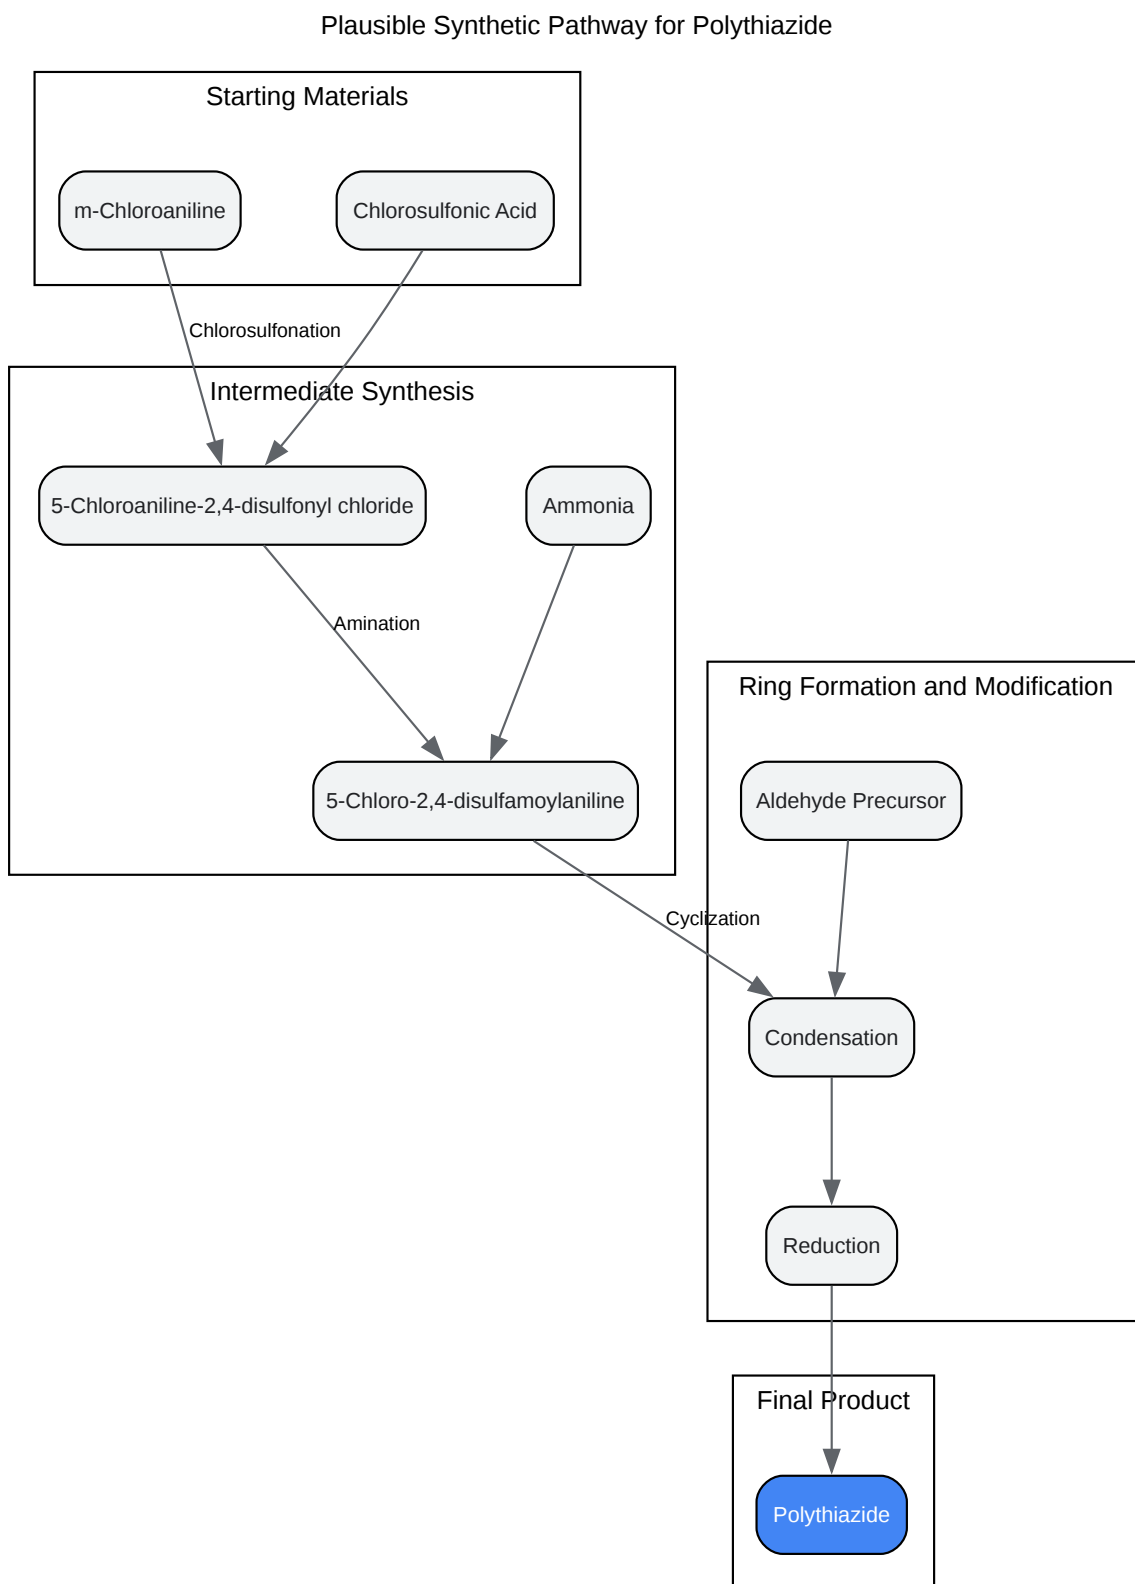 Plausible Synthetic Pathway for Polythiazide
Starting Materials
m-Chloroaniline
Chlorosulfonic Acid
Chlorosulfonation
Intermediate Synthesis
5-Chloroaniline-2,4-disulfonyl chloride
Ammonia
Amination
5-Chloro-2,4-disulfamoylaniline
Ring Formation and Modification
Aldehyde Precursor
Cyclization
Condensation
Reduction
Final Product
Polythiazide